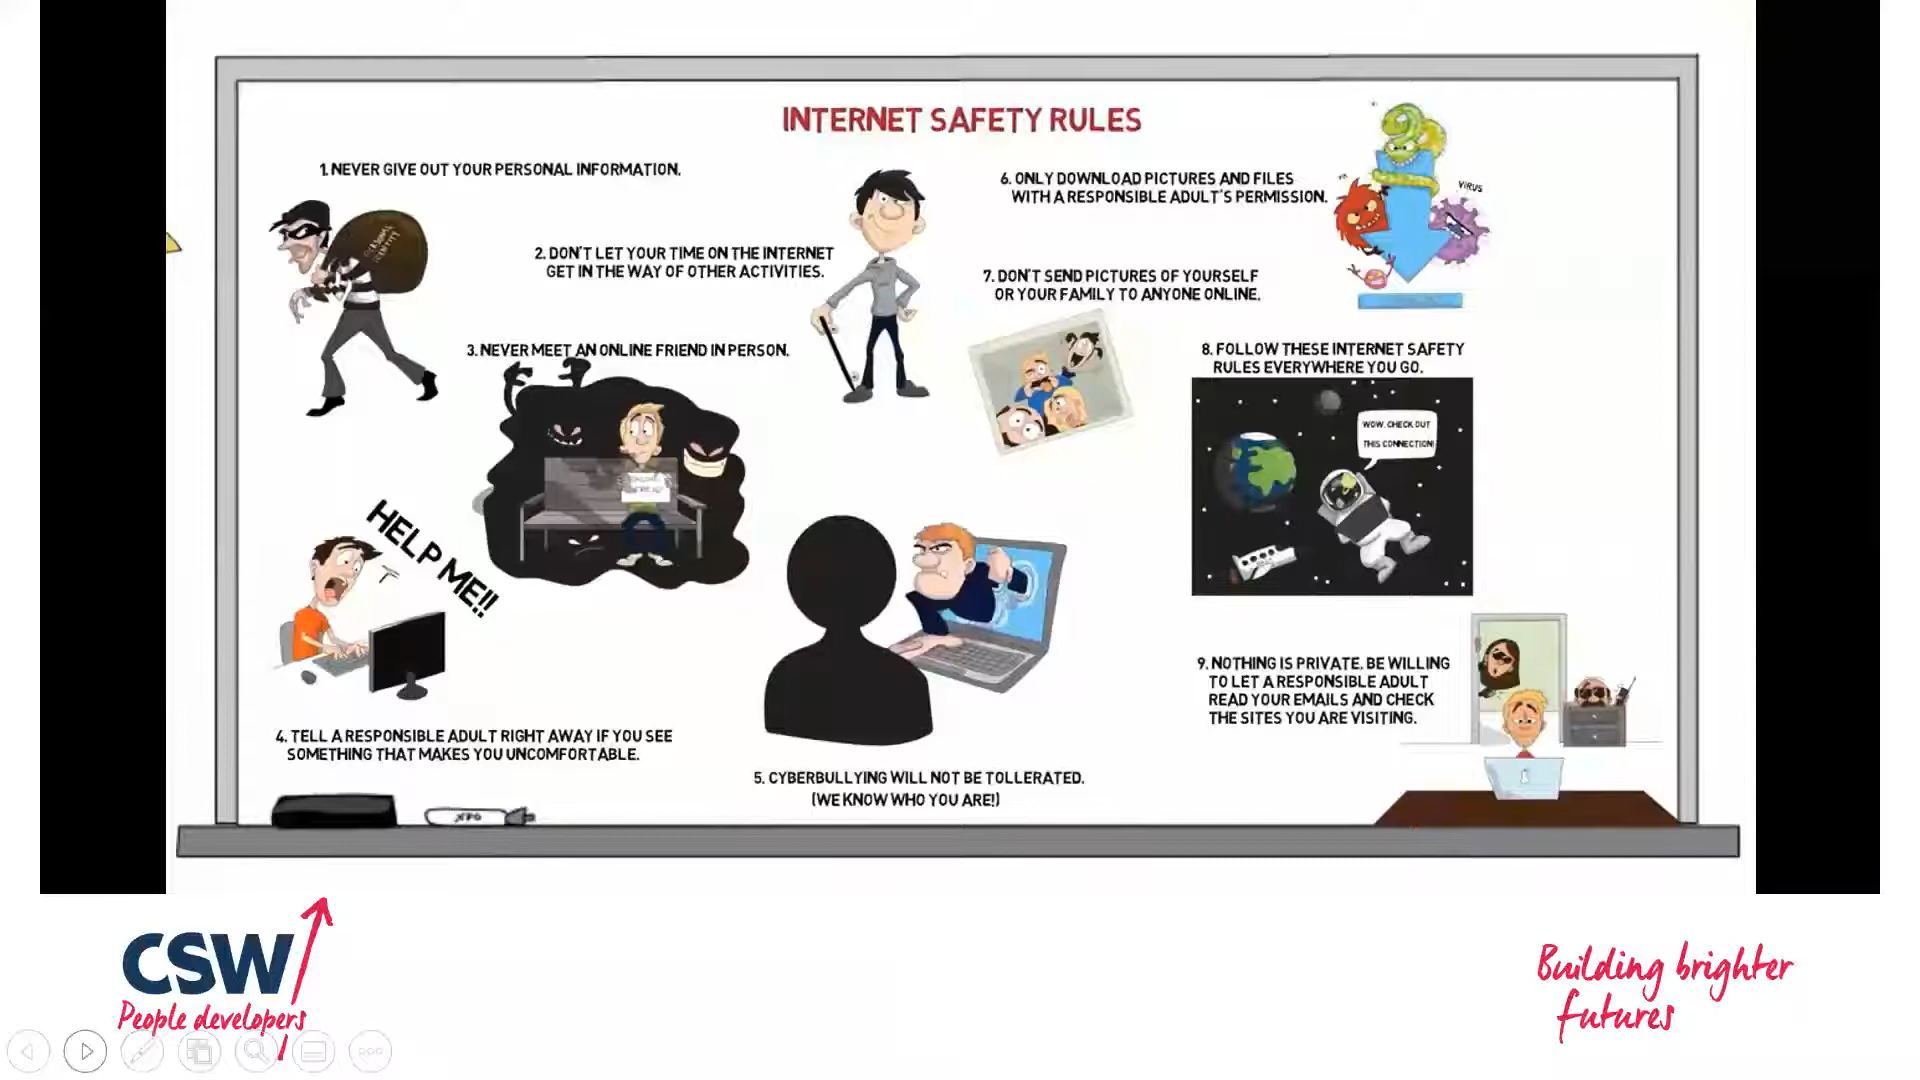 INTERNET SAFETY RULES
1. NEVER GIVE OUT YOUR PERSONAL INFORMATION.
PERSONAL
IDENTITY
2. DON'T LET YOUR TIME ON THE INTERNET
GET IN THE WAY OF OTHER ACTIVITIES.
3. NEVER MEET AN ONLINE FRIEND IN PERSON.
HELP ME!!
4. TELL A RESPONSIBLE ADULT RIGHT AWAY IF YOU SEE
SOMETHING THAT MAKES YOU UNCOMFORTABLE.
5. CYBERBULLYING WILL NOT BE TOLLERATED.
(WE KNOW WHO YOU ARE!)
6. ONLY DOWNLOAD PICTURES AND FILES
WITH A RESPONSIBLE ADULT'S PERMISSION.
VIRUS
7. DON'T SEND PICTURES OF YOURSELF
OR YOUR FAMILY TO ANYONE ONLINE.
8. FOLLOW THESE INTERNET SAFETY
RULES EVERYWHERE YOU GO.
WOW, CHECK OUT
THIS CONNECTION!
9. NOTHING IS PRIVATE. BE WILLING
TO LET A RESPONSIBLE ADULT
READ YOUR EMAILS AND CHECK
THE SITES YOU ARE VISITING.
CSW
People developers
Building brighter
futures